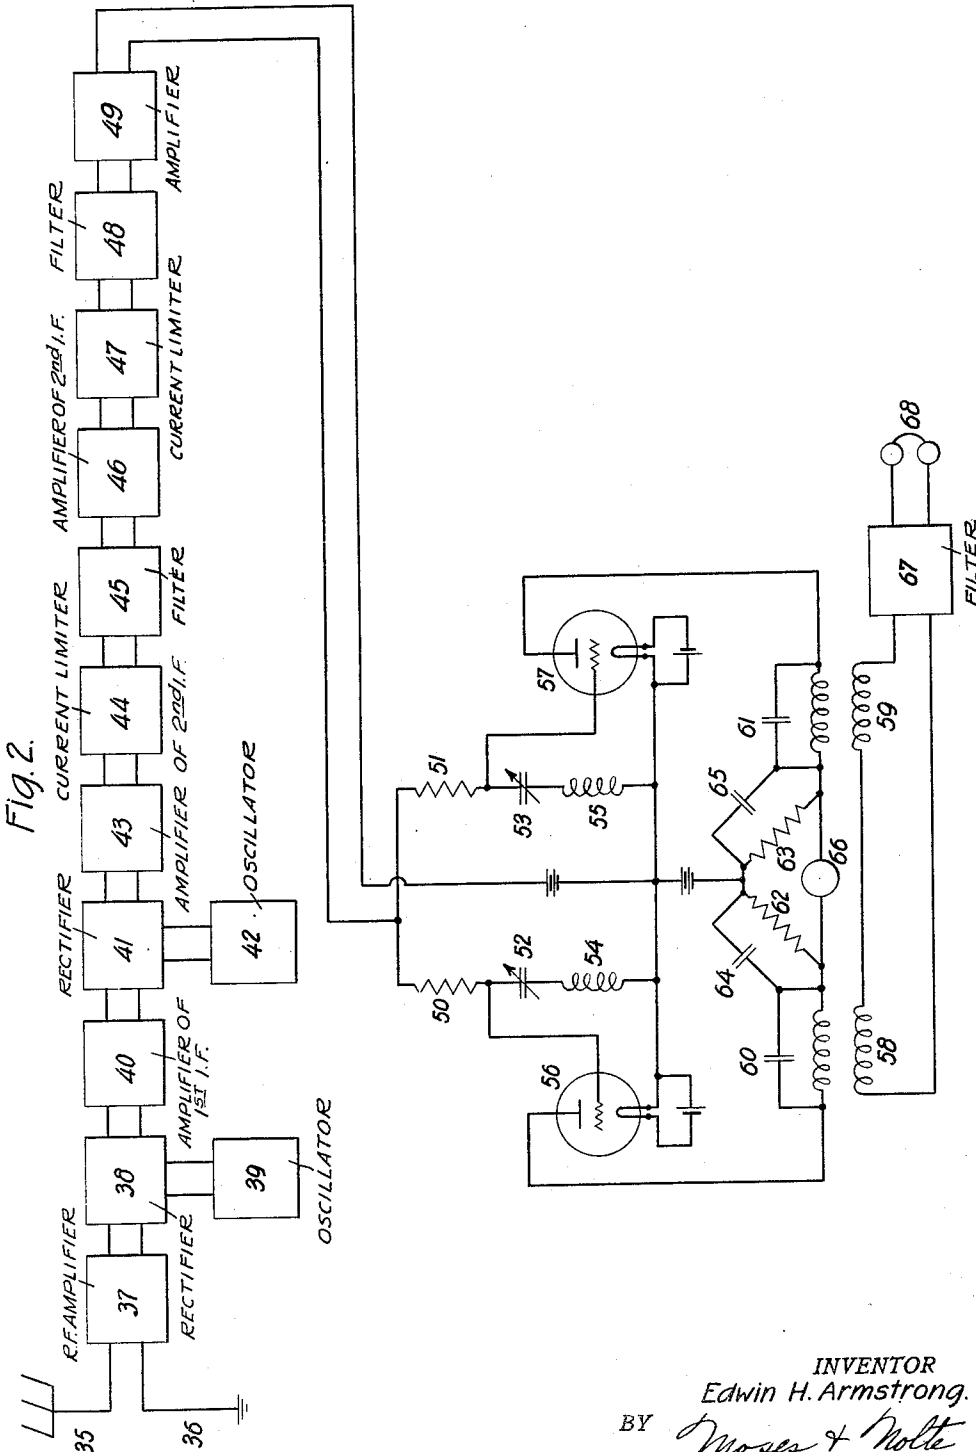 Fig. 2.
35
36
R.F. AMPLIFIER
37
38
RECTIFIER
39
OSCILLATOR
40
AMPLIFIER OF
1ST I.F.
RECTIFIER
41
42
OSCILLATOR
43
AMPLIFIER OF 2nd I.F.
CURRENT LIMITER
44
45
FILTER
AMPLIFIER OF 2nd I.F.
46
47
CURRENT LIMITER
FILTER
48
49
AMPLIFIER
50
51
52
53
54
55
56
57
58
59
60
61
62
63
64
65
66
67
FILTER
68
INVENTOR
Edwin H. Armstrong.
BY Moses & Nolte